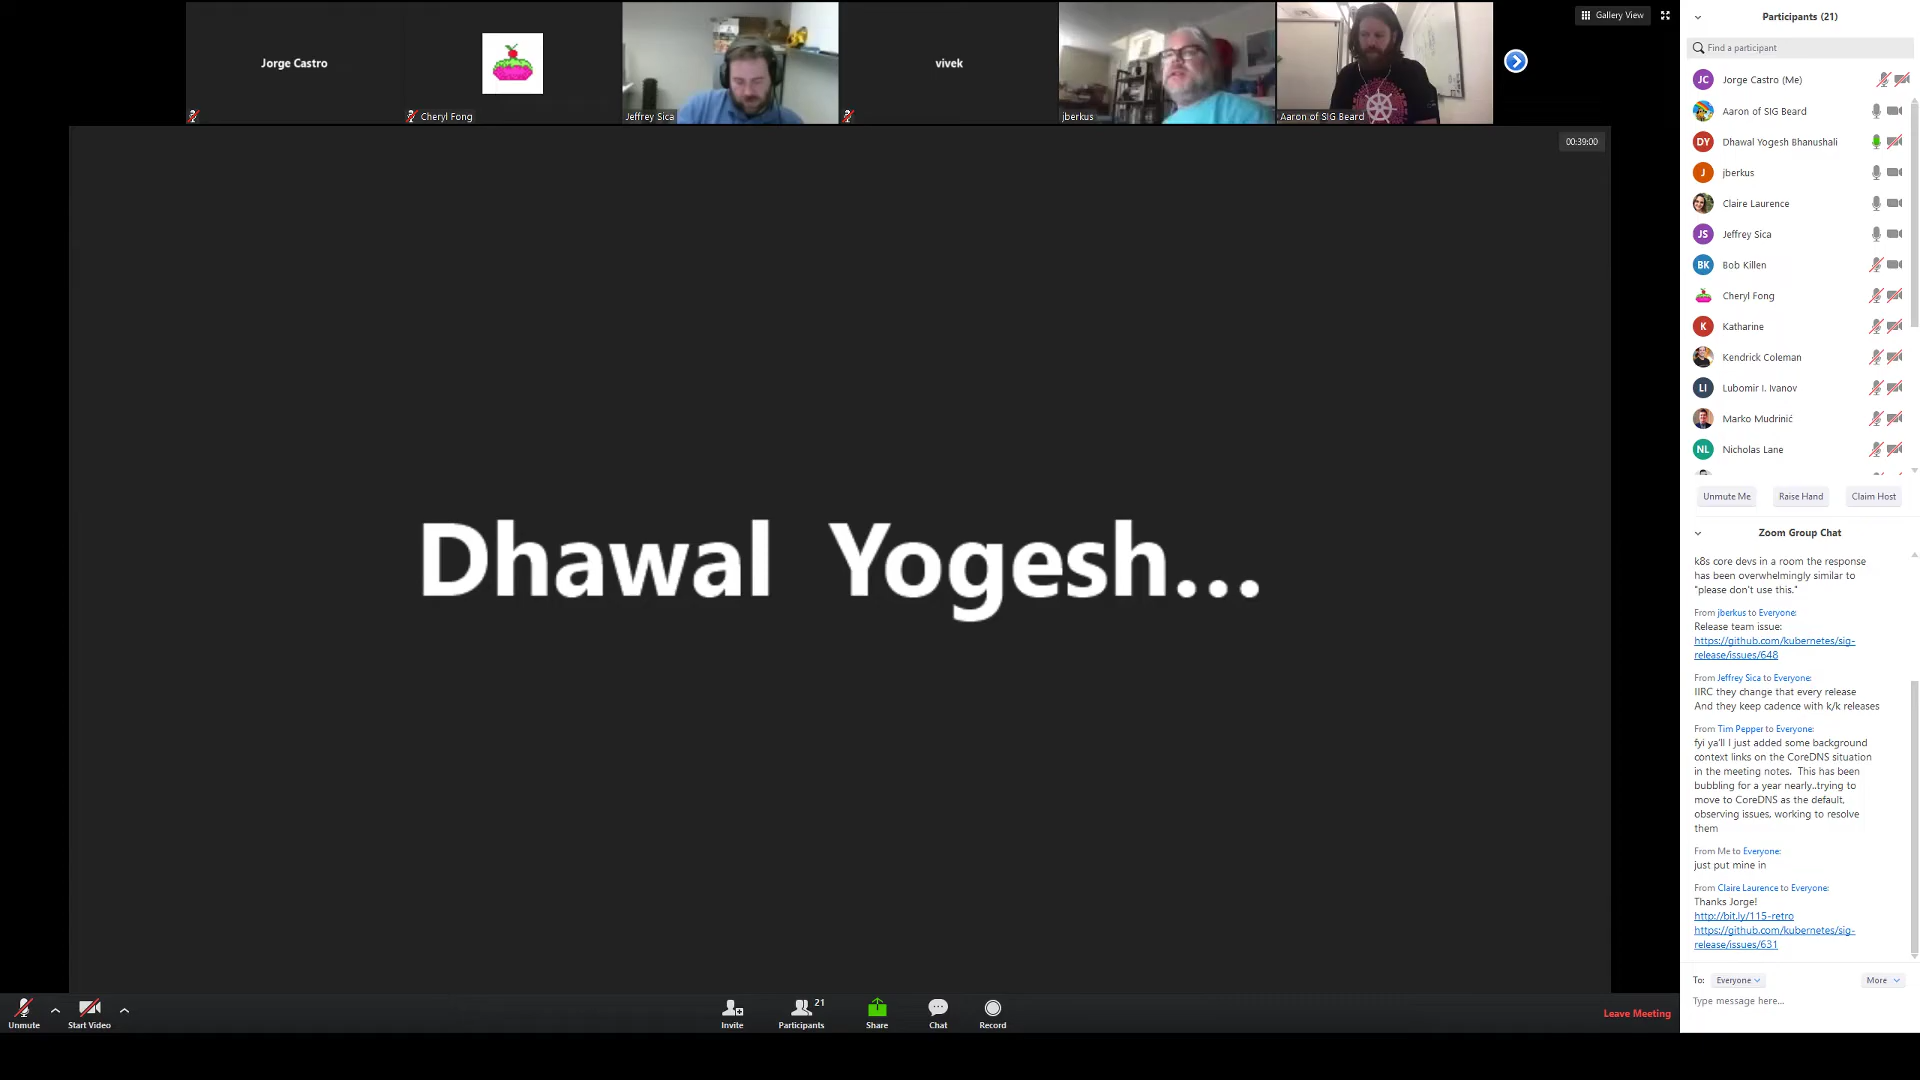 Jorge Castro
Cheryl Fong
Jeffrey Sica
vivek
jberkus
Aaron of SIG Beard
Gallery View
00:39:00
Dhawal Yogesh...
Participants (21)
Find a participant
JC Jorge Castro (Me)
Aaron of SIG Beard
DY Dhawal Yogesh Bhanushali
J jberkus
Claire Laurence
JS Jeffrey Sica
BK Bob Killen
Cheryl Fong
K Katharine
Kendrick Coleman
LI Lubomir I. Ivanov
Marko Mudrinić
NL Nicholas Lane
Unmute Me Raise Hand Claim Host
Zoom Group Chat
k8s core devs in a room the response
has been overwhelmingly similar to
"please don't use this."
From jberkus to Everyone:
Release team issue:
https://github.com/kubernetes/sig-
release/issues/648
From Jeffrey Sica to Everyone:
IIRC they change that every release
And they keep cadence with k/k releases
From Tim Pepper to Everyone:
fyi ya'll I just added some background
context links on the CoreDNS situation
in the meeting notes. This has been
bubbling for a year nearly..trying to
move to CoreDNS as the default,
observing issues, working to resolve
them
From Me to Everyone:
just put mine in
From Claire Laurence to Everyone:
Thanks Jorge!
http://bit.ly/115-retro
https://github.com/kubernetes/sig-
release/issues/631
To: Everyone More
Type message here...
Unmute
Start Video
Invite
21
Participants
Share
Chat
Record
Leave Meeting